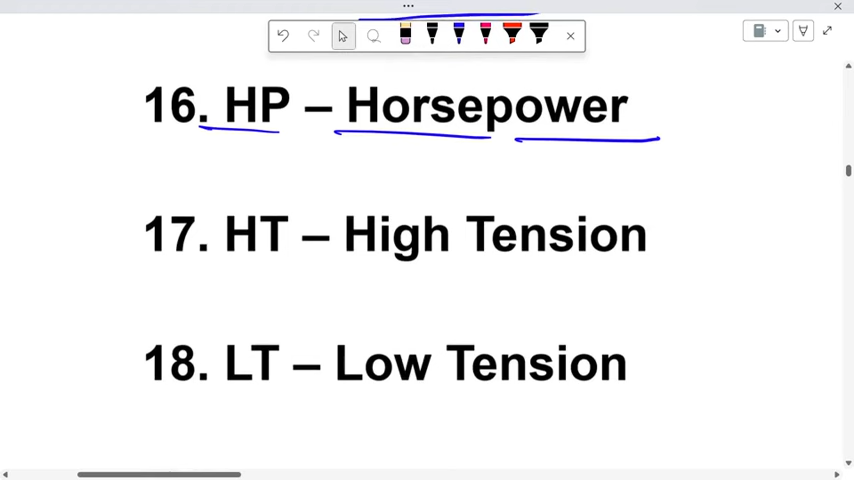 16. HP – Horsepower
17. HT – High Tension
18. LT – Low Tension